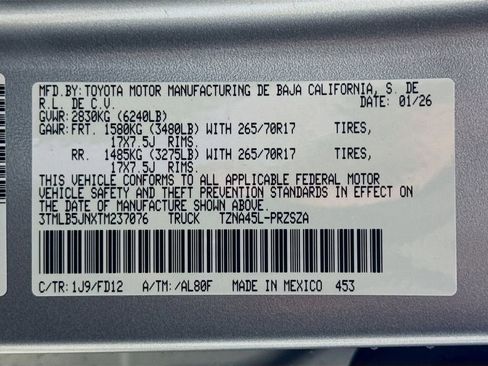 MFD.BY:TOYOTA MOTOR MANUFACTURING DE BAJA CALIFORNIA, S. DE
R.L. DE C.V. DATE: 01/26
GVWR:2830KG (6240LB)
GAWR:FRT. 1580KG (3480LB) WITH 265/70R17 TIRES,
17X7.5J RIMS,
RR. 1485KG (3275LB) WITH 265/70R17 TIRES,
17X7.5J RIMS.
THIS VEHICLE CONFORMS TO ALL APPLICABLE FEDERAL MOTOR
VEHICLE SAFETY AND THEFT PREVENTION STANDARDS IN EFFECT ON
THE DATE OF MANUFACTURE SHOWN ABOVE.
3TMLB5JNXTM237076 TRUCK TZNA45L-PRZSZA
C/TR:1J9/FD12 A/TM:/AL80F MADE IN MEXICO 453